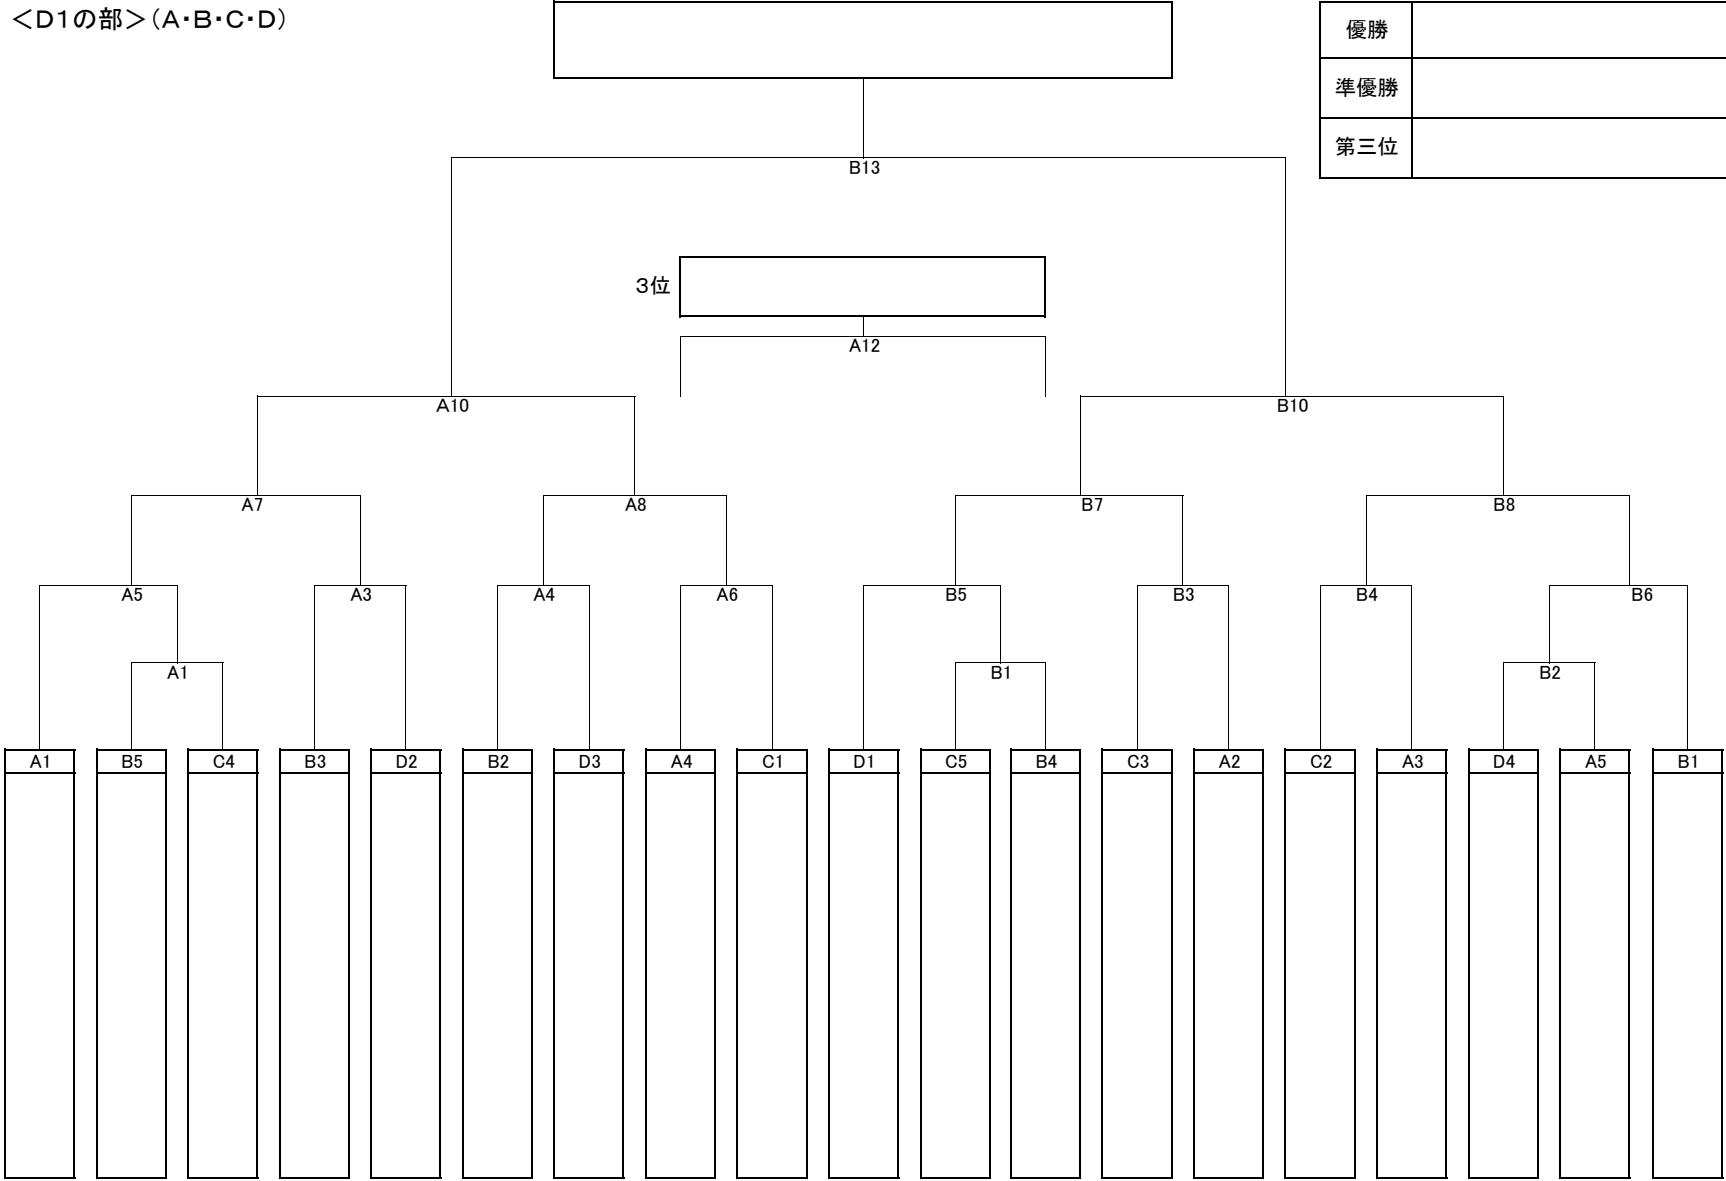 ＜D1の部＞（A・B・C・D）
優勝
準優勝
第三位
B13
3位
A12
A10 B10
A7 A8 B7 B8
A5 A3 A4 A6 B5 B3 B4 B6
A1 B1 B2
A1 B5 C4 B3 D2 B2 D3 A4 C1 D1 C5 B4 C3 A2 C2 A3 D4 A5 B1